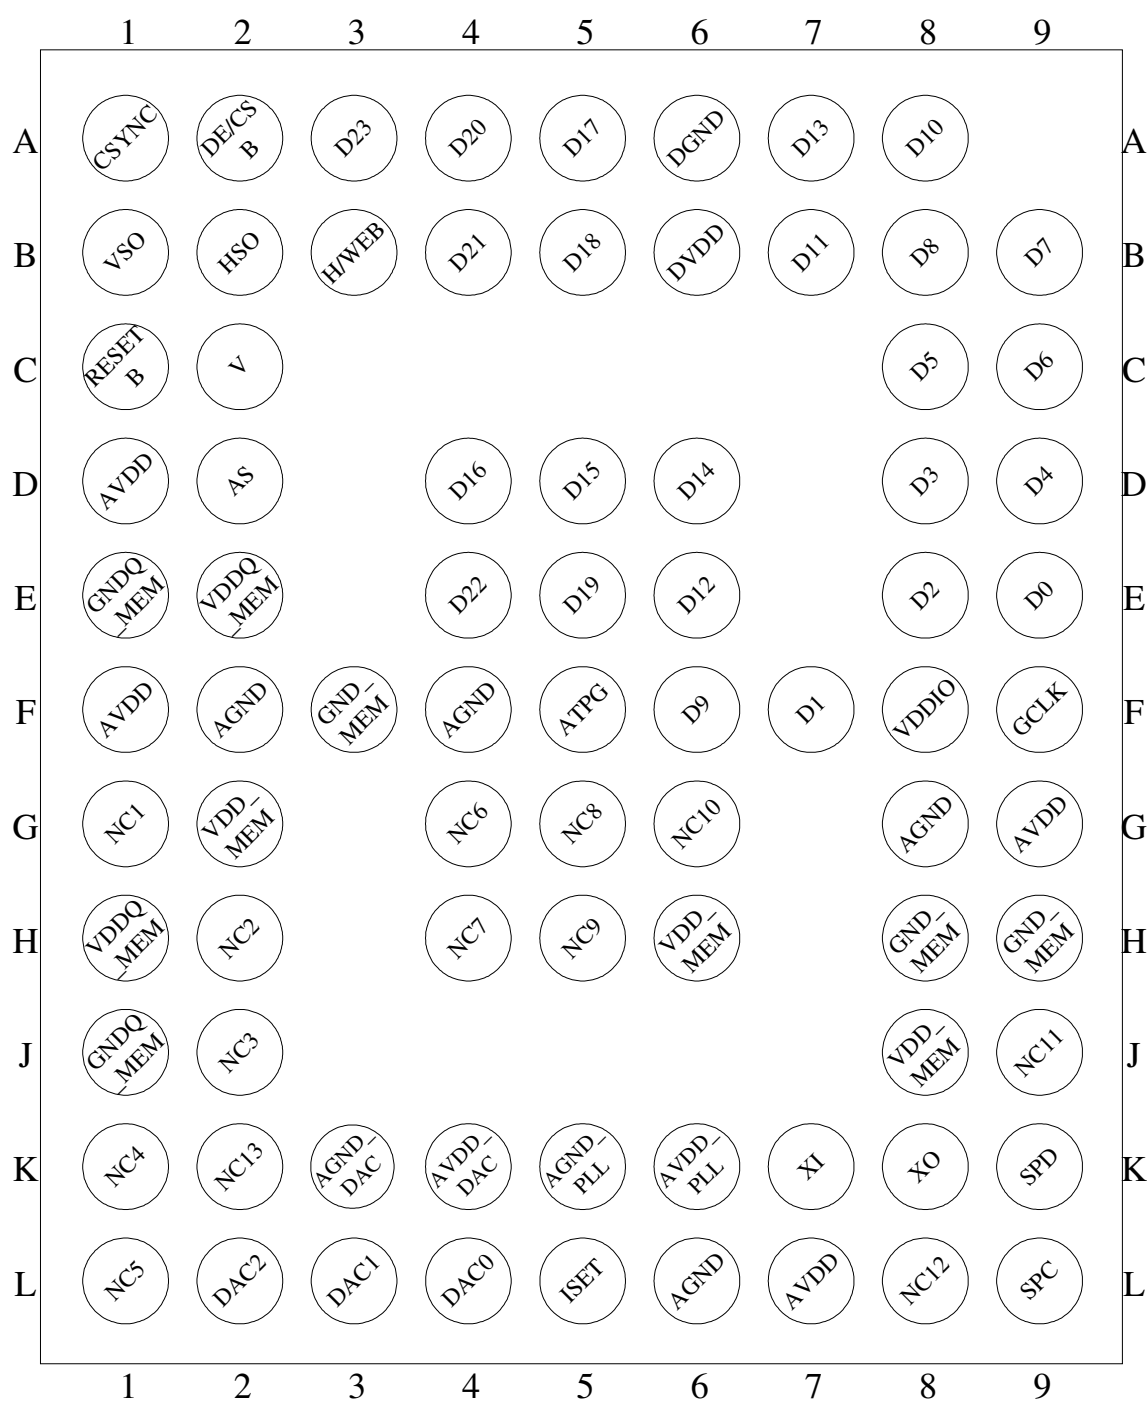 1 2 3 4 5 6 7 8 9
A CSYNC DE/CS B D23 D20 D17 DGND D13 D10 A
B VSO HSO H/WEB D21 D18 DVDD D11 D8 D7 B
C RESET B V D5 D6 C
D AVDD AS D16 D15 D14 D3 D4 D
E GNDQ _MEM VDDQ _MEM D22 D19 D12 D2 D0 E
F AVDD AGND GND_ MEM AGND ATPG D9 D1 VDDIO GCLK F
G NC1 VDD_ MEM NC6 NC8 NC10 AGND AVDD G
H VDDQ _MEM NC2 NC7 NC9 VDD_ MEM GND_ MEM GND_ MEM H
J GNDQ _MEM NC3 VDD_ MEM NC11 J
K NC4 NC13 AGND_ DAC AVDD_ DAC AGND_ PLL AVDD_ PLL XI XO SPD K
L NC5 DAC2 DAC1 DAC0 ISET AGND AVDD NC12 SPC L
1 2 3 4 5 6 7 8 9